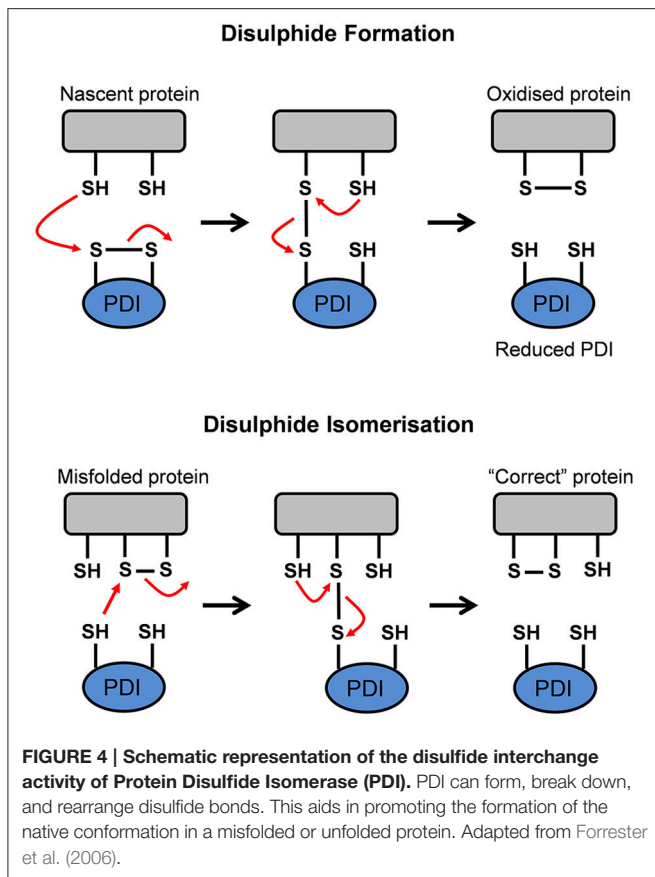 Disulphide Formation
Nascent protein
Oxidised protein
SH SH
S SH
S — S
S — S
S SH
SH SH
PDI
PDI
PDI
Reduced PDI
Disulphide Isomerisation
Misfolded protein
“Correct” protein
SH S — S
SH S SH
S — S SH
SH SH
S SH
SH SH
PDI
PDI
PDI
FIGURE 4 | Schematic representation of the disulfide interchange
activity of Protein Disulfide Isomerase (PDI). PDI can form, break down,
and rearrange disulfide bonds. This aids in promoting the formation of the
native conformation in a misfolded or unfolded protein. Adapted from Forrester
et al. (2006).